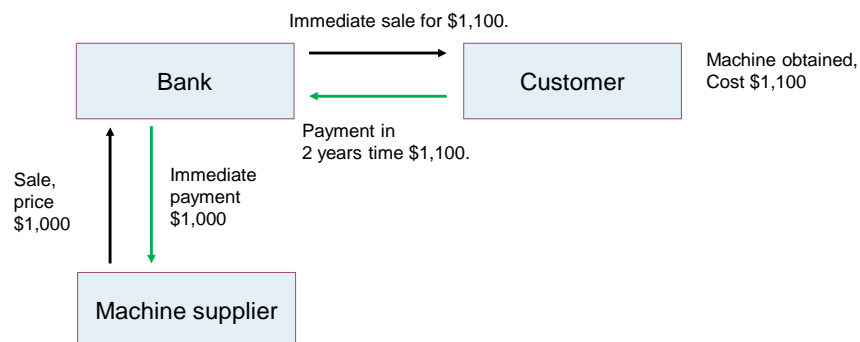 Immediate sale for $1,100.
Bank
Customer
Machine obtained,
Cost $1,100
Payment in
2 years time $1,100.
Sale,
price
$1,000
Immediate
payment
$1,000
Machine supplier